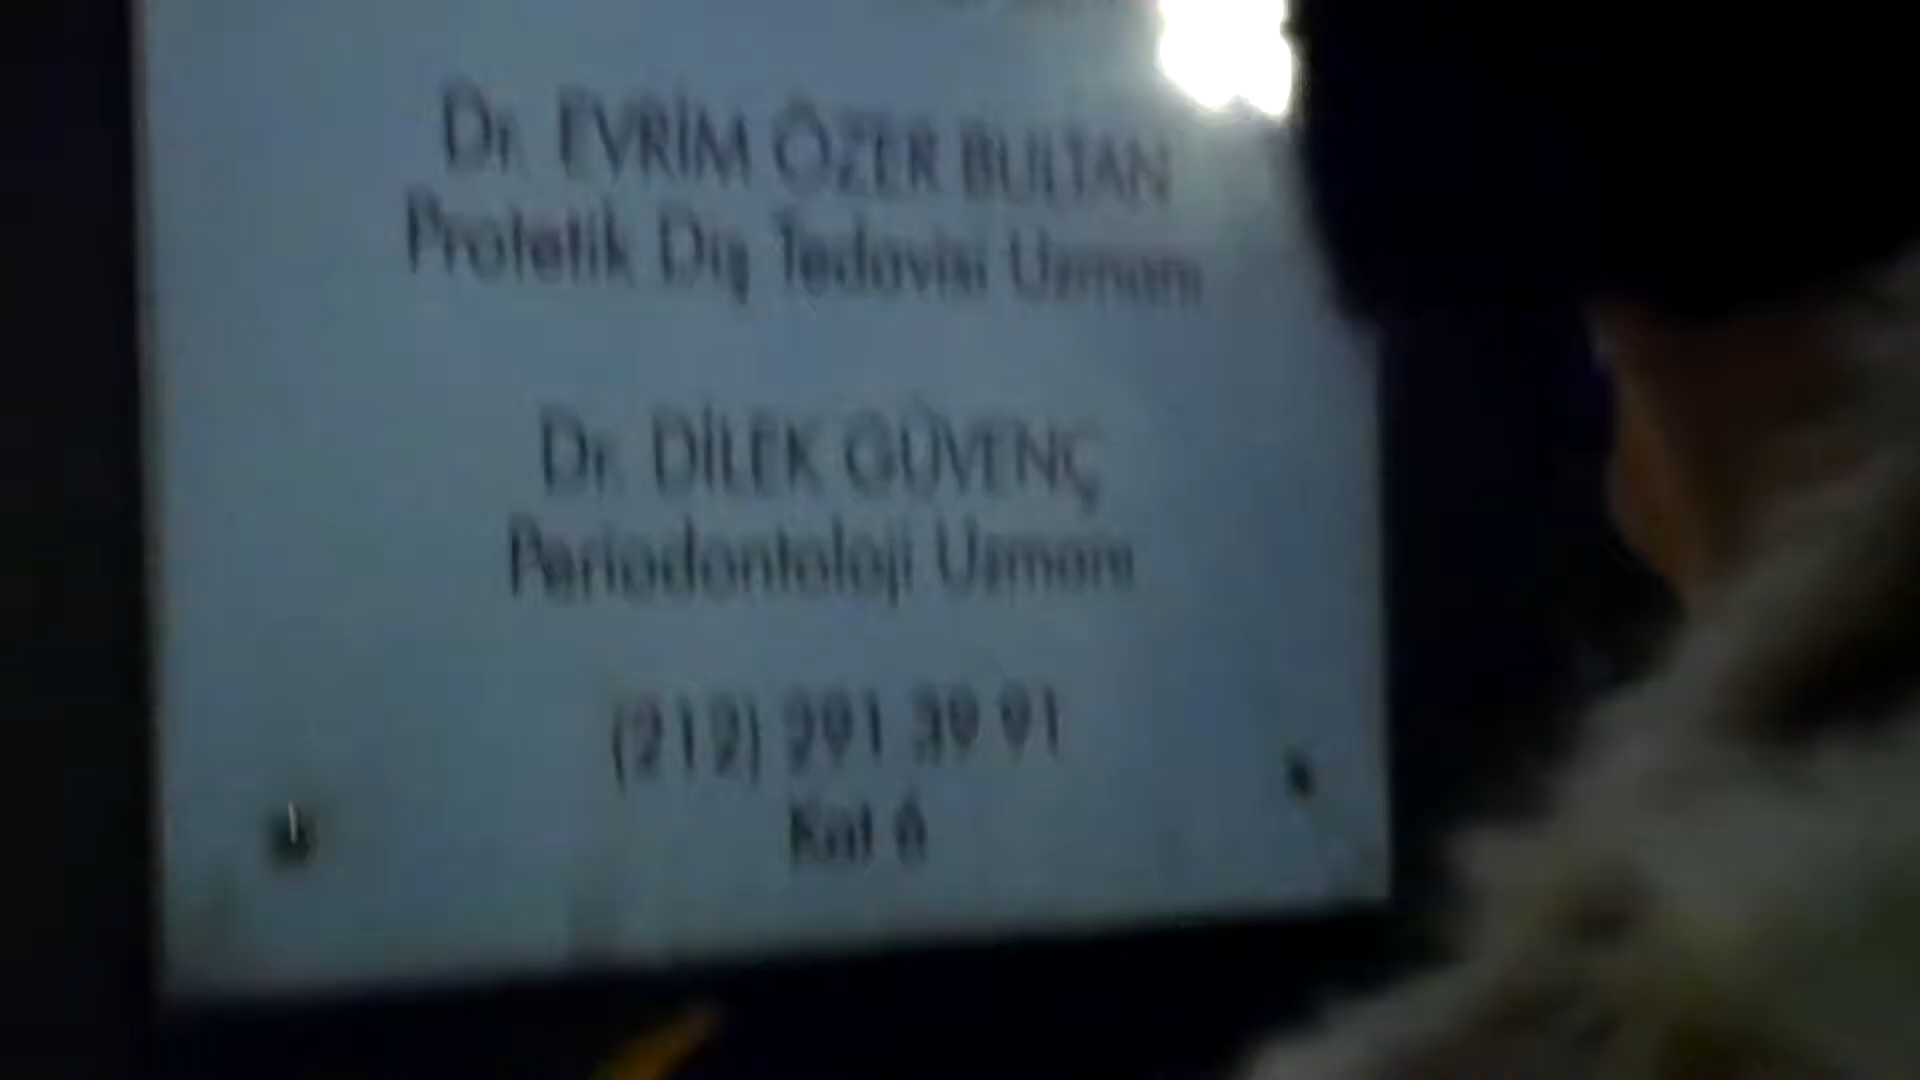 Dr. EVRİM ÖZER BULTAN
Protetik Diş Tedavisi Uzmanı
Dr. DİLEK GÜVENÇ
Periodontoloji Uzmanı
(212) 291 39 91
Kat 6